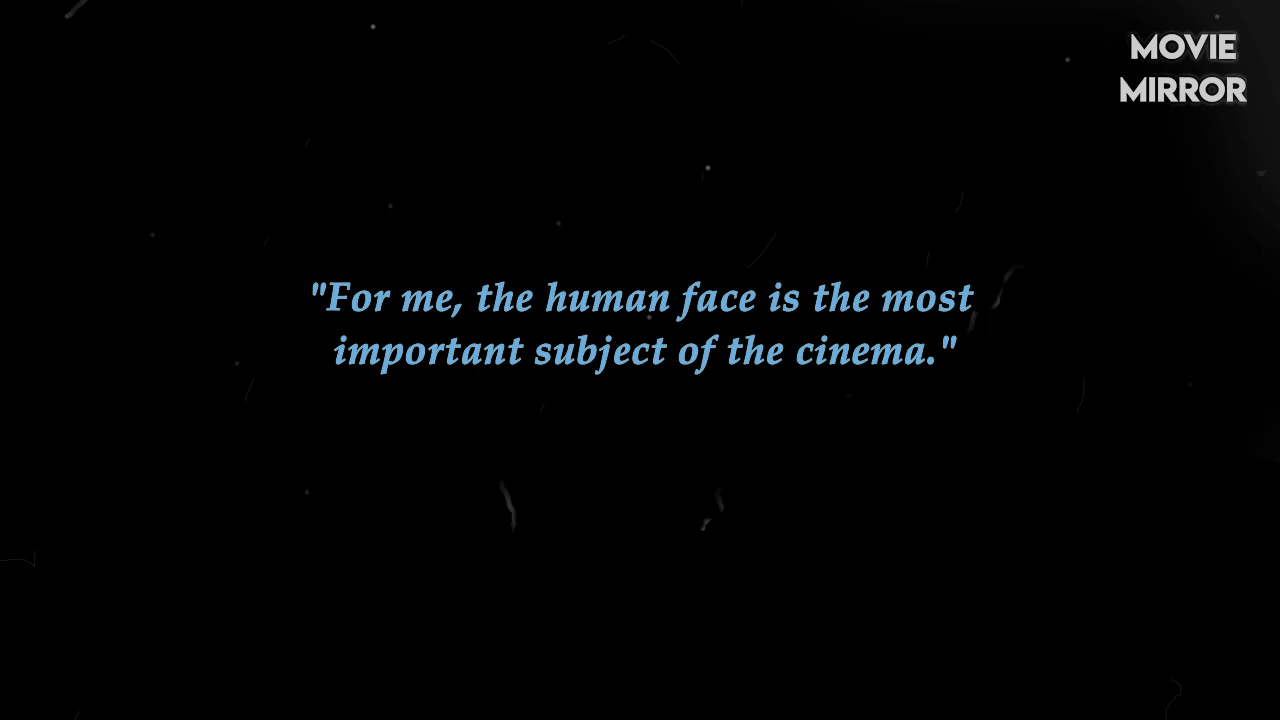 MOVIE
MIRROR
"For me, the human face is the most
important subject of the cinema."